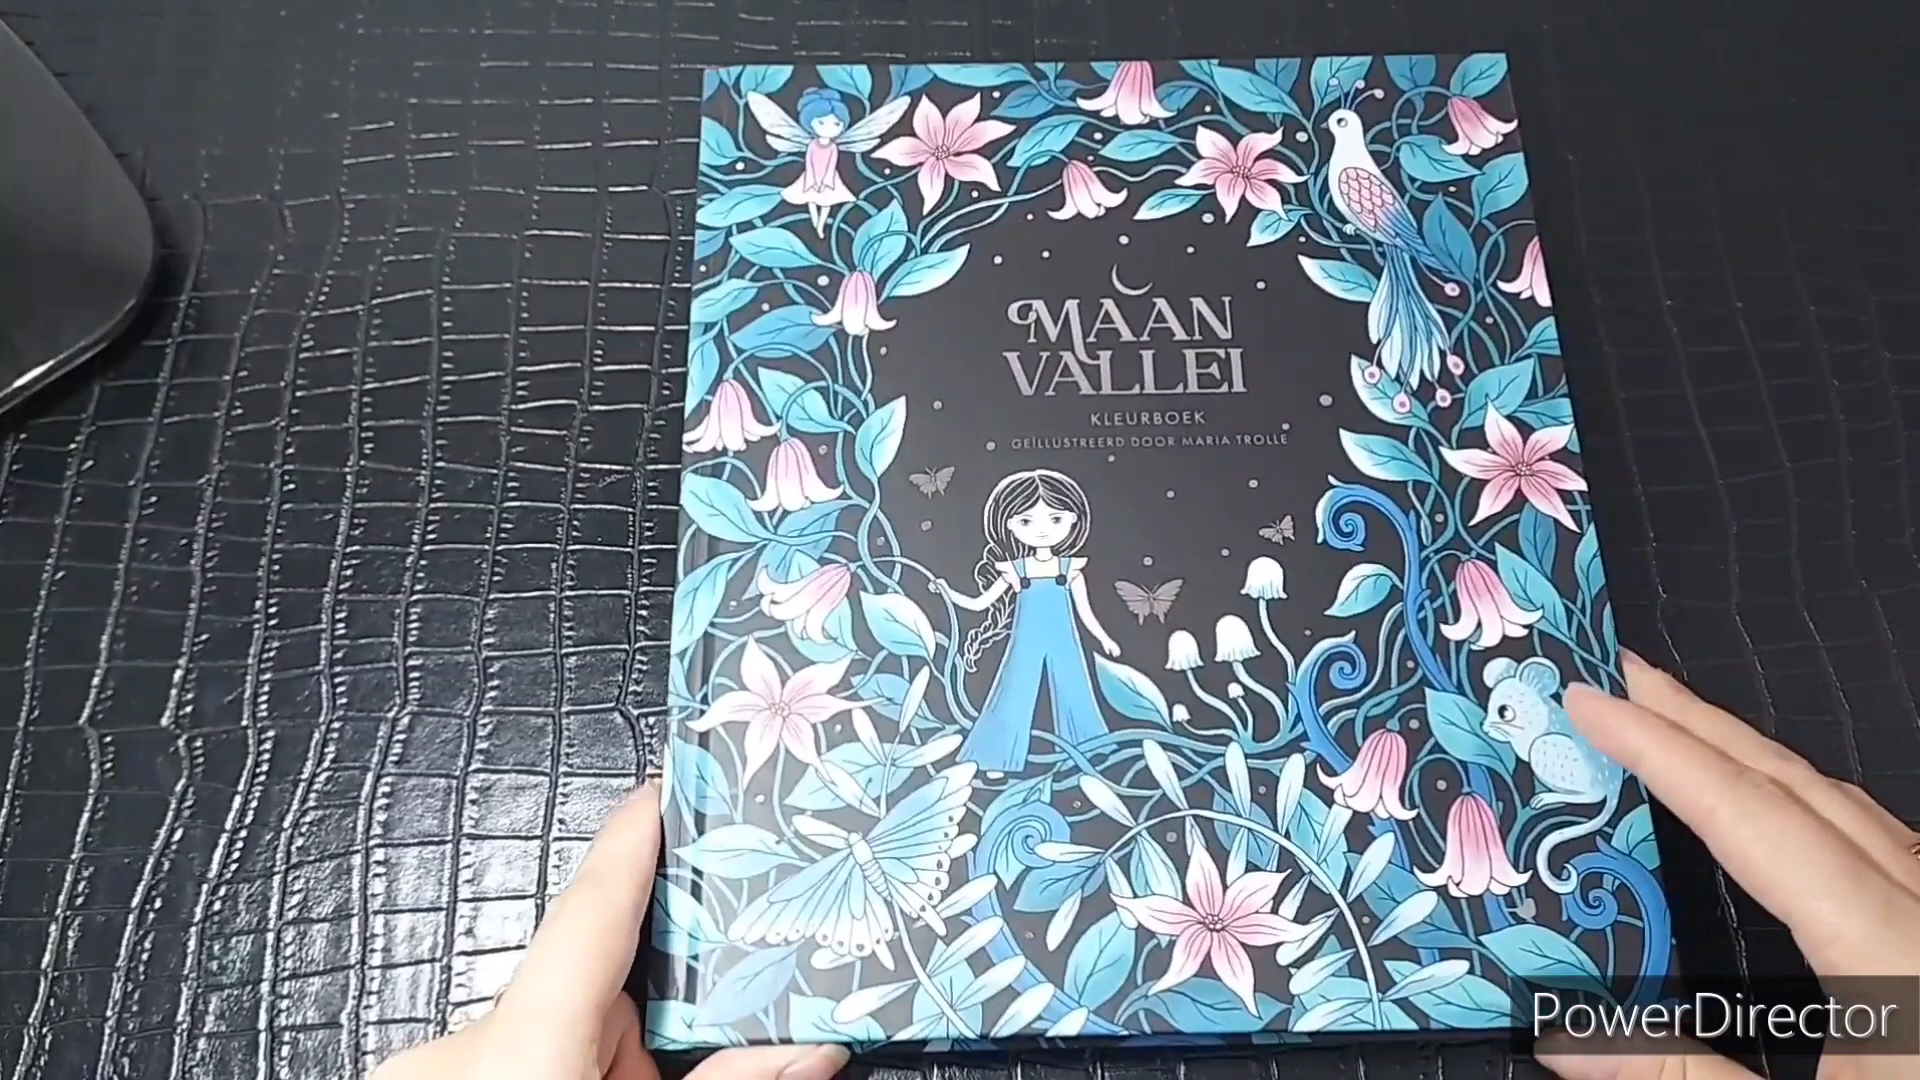 MAAN
VALLEI
KLEURBOEK
GEÏLLUSTREERD DOOR MARIA TROLLE
PowerDirector